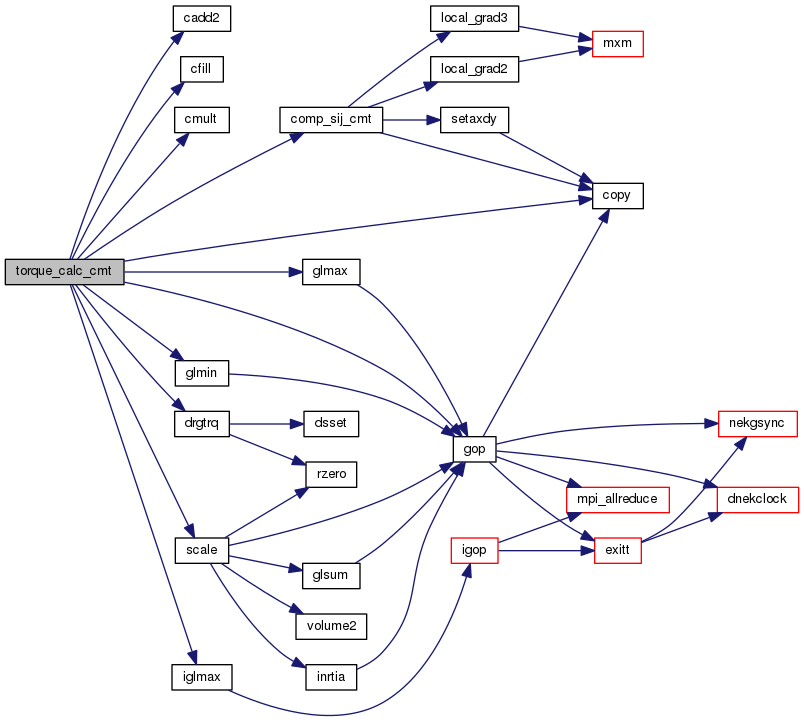 cadd2
local_grad3
mxm
cfill
local_grad2
cmult
comp_sij_cmt
setaxdy
copy
torque_calc_cmt
glmax
glmin
drgtrq
dsset
nekgsync
gop
rzero
mpi_allreduce
dnekclock
scale
igop
exitt
glsum
volume2
iglmax
inrtia